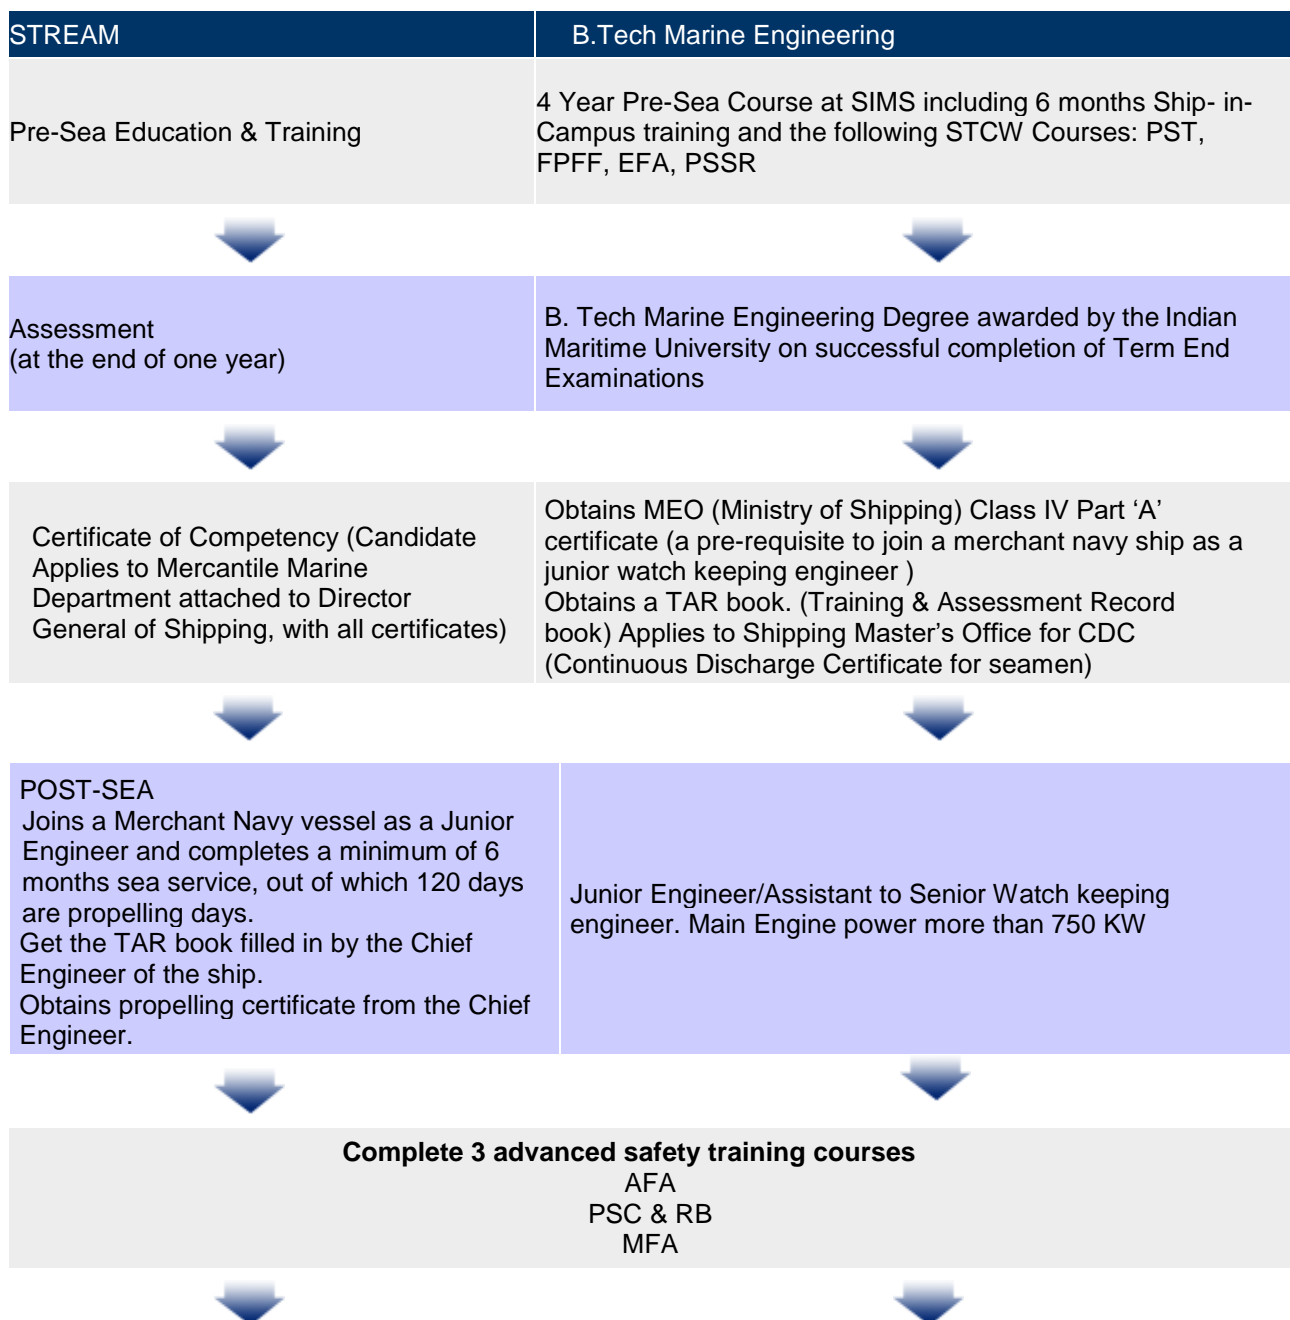 STREAM
B.Tech Marine Engineering
Pre-Sea Education & Training
4 Year Pre-Sea Course at SIMS including 6 months Ship- in-
Campus training and the following STCW Courses: PST,
FPFF, EFA, PSSR
Assessment
(at the end of one year)
B. Tech Marine Engineering Degree awarded by the Indian
Maritime University on successful completion of Term End
Examinations
Certificate of Competency (Candidate
Applies to Mercantile Marine
Department attached to Director
General of Shipping, with all certificates)
Obtains MEO (Ministry of Shipping) Class IV Part ‘A’
certificate (a pre-requisite to join a merchant navy ship as a
junior watch keeping engineer )
Obtains a TAR book. (Training & Assessment Record
book) Applies to Shipping Master’s Office for CDC
(Continuous Discharge Certificate for seamen)
POST-SEA
Joins a Merchant Navy vessel as a Junior
Engineer and completes a minimum of 6
months sea service, out of which 120 days
are propelling days.
Get the TAR book filled in by the Chief
Engineer of the ship.
Obtains propelling certificate from the Chief
Engineer.
Junior Engineer/Assistant to Senior Watch keeping
engineer. Main Engine power more than 750 KW
Complete 3 advanced safety training courses
AFA
PSC & RB
MFA